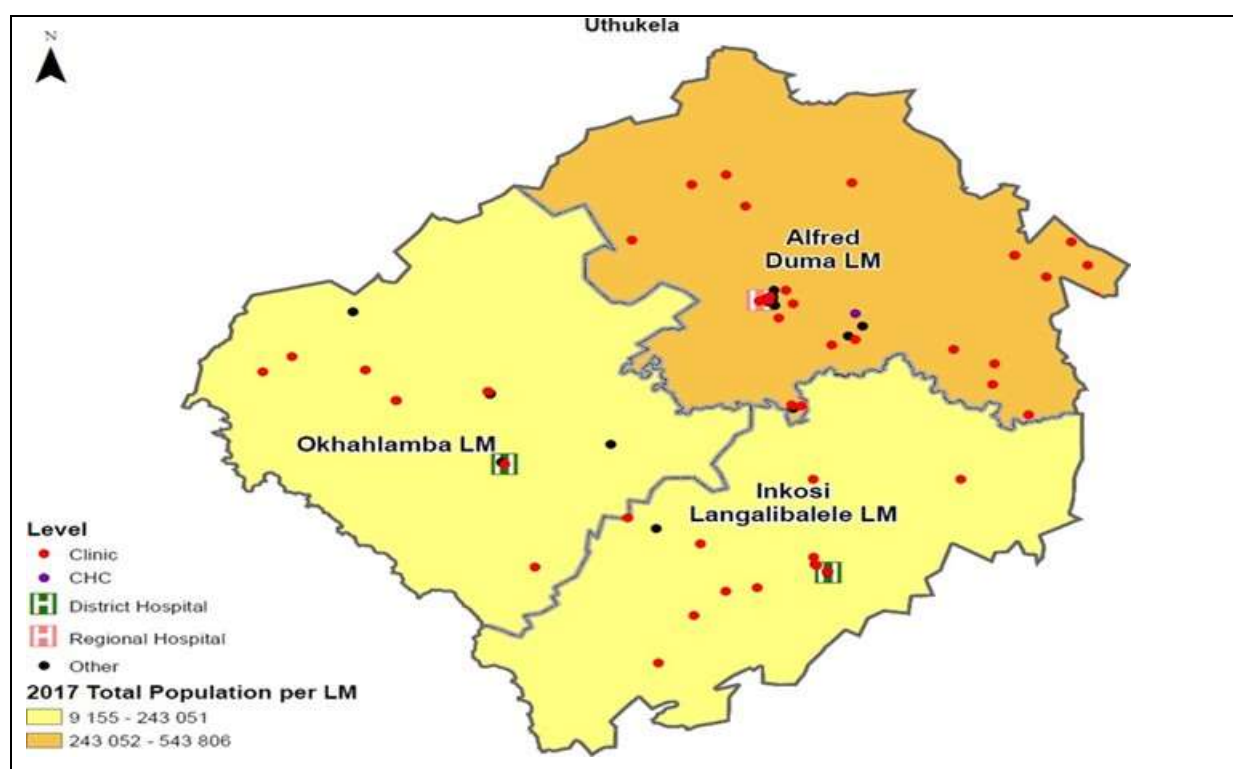 Uthukela
N
Alfred
Duma LM
Okhahlamba LM
Inkosi
Langalibalele LM
Level
Clinic
CHC
H District Hospital
H Regional Hospital
Other
2017 Total Population per LM
9 155 - 243 051
243 052 - 543 806